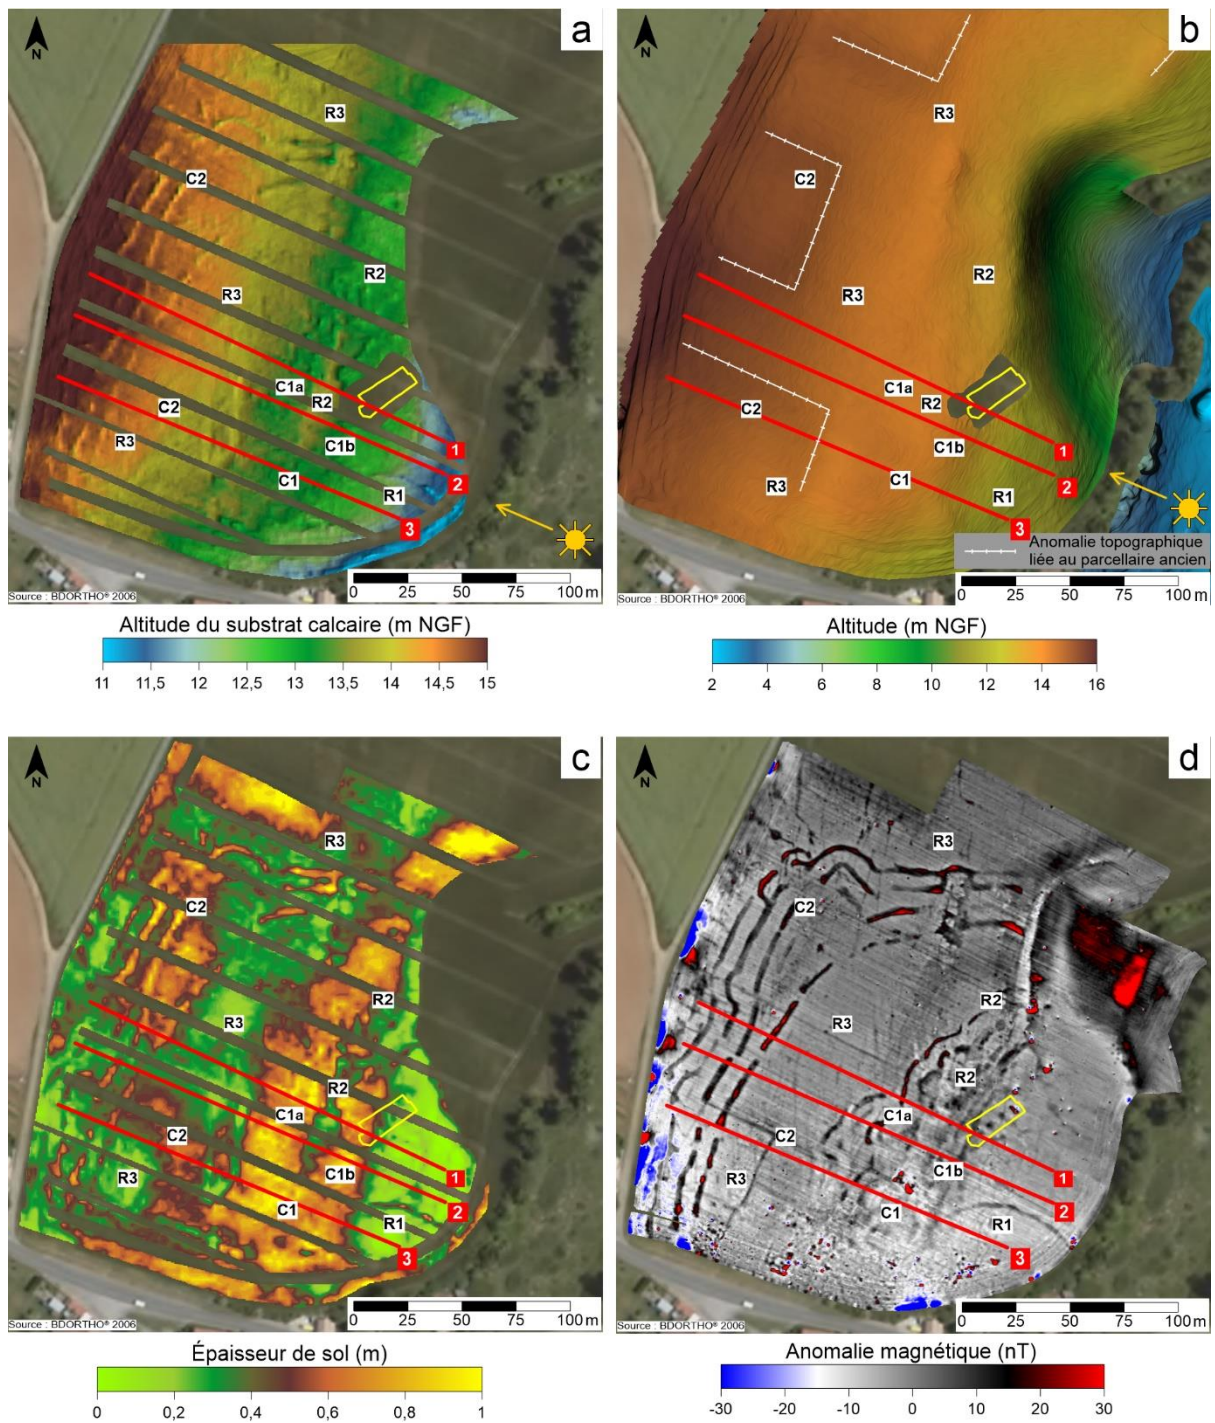 a
N
R3
C2
R2
R3
C1a
R2
C2
C1b
R3
C1
R1
1
2
3
0 25 50 75 100 m
Source : BDORTHO® 2006
Altitude du substrat calcaire (m NGF)
11 11,5 12 12,5 13 13,5 14 14,5 15
b
N
R3
C2
R2
R3
C1a
R2
C2
C1b
R3
C1
R1
1
2
3
Anomalie topographique
liée au parcellaire ancien
0 25 50 75 100 m
Source : BDORTHO® 2006
Altitude (m NGF)
2 4 6 8 10 12 14 16
c
N
R3
C2
R2
R3
R2
C1a
C2
C1b
R3
C1
R1
1
2
3
0 25 50 75 100 m
Source : BDORTHO® 2006
Épaisseur de sol (m)
0 0,2 0,4 0,6 0,8 1
d
N
R3
C2
R2
R3
R2
C1a
C2
C1b
R3
C1
R1
1
2
3
0 25 50 75 100 m
Source : BDORTHO® 2006
Anomalie magnétique (nT)
-30 -20 -10 0 10 20 30